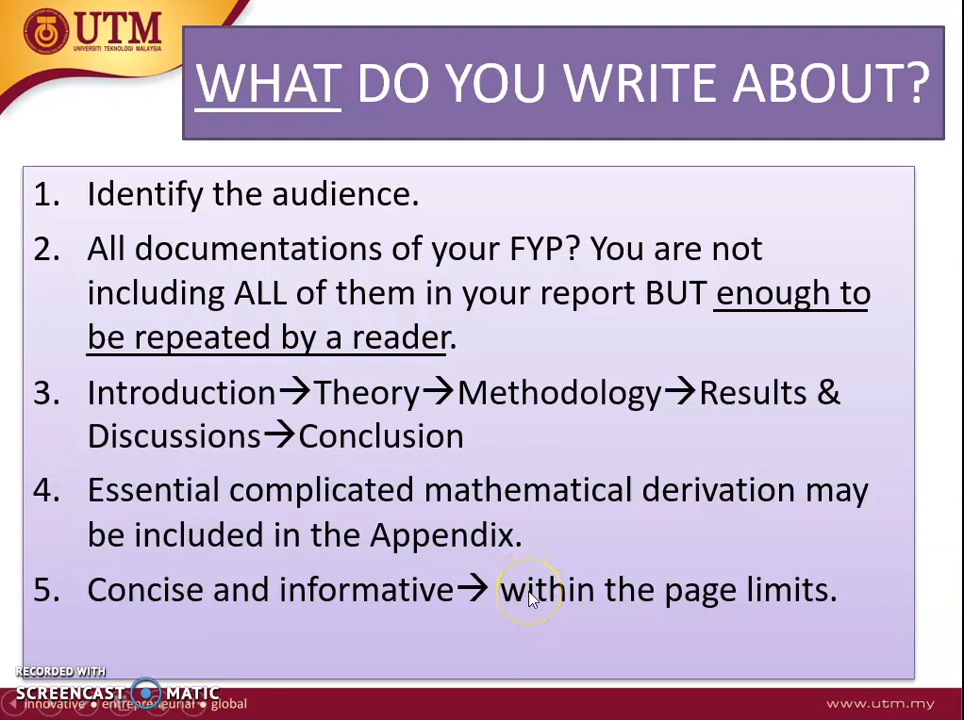 UTM
UNIVERSITI TEKNOLOGI MALAYSIA
WHAT DO YOU WRITE ABOUT?
1. Identify the audience.
2. All documentations of your FYP? You are not
including ALL of them in your report BUT enough to
be repeated by a reader.
3. Introduction→Theory→Methodology→Results &
Discussions→Conclusion
4. Essential complicated mathematical derivation may
be included in the Appendix.
5. Concise and informative→ within the page limits.
RECORDED WITH
SCREENCAST MATIC
innovative ● entrepreneurial ● global
www.utm.my